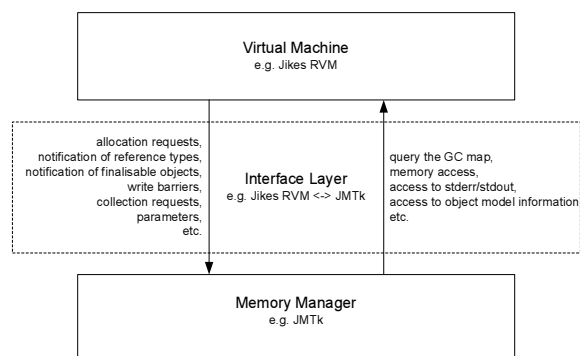 Virtual Machine
e.g. Jikes RVM
allocation requests,
notification of reference types,
notification of finalisable objects,
write barriers,
collection requests,
parameters,
etc.
Interface Layer
e.g. Jikes RVM <-> JMTk
query the GC map,
memory access,
access to stderr/stdout,
access to object model information
etc.
Memory Manager
e.g. JMTk